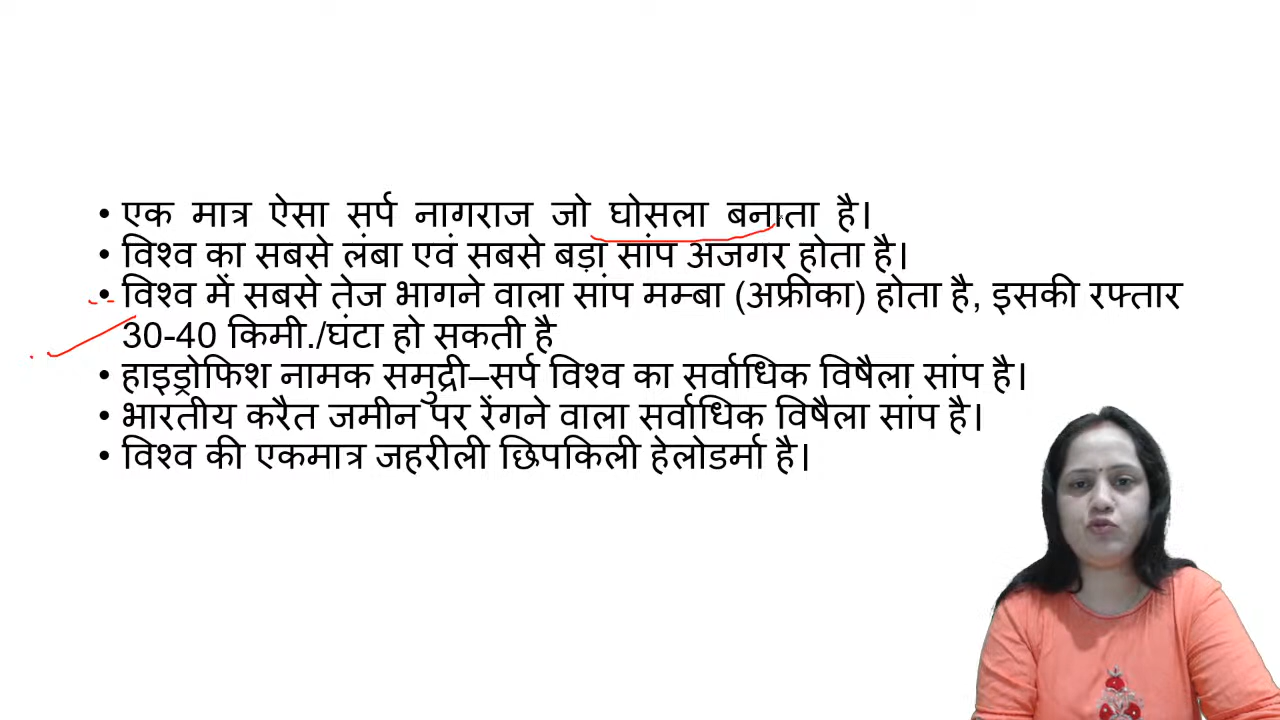 • एक मात्र ऐसा सर्प नागराज जो घोसला बनाता है।
• विश्व का सबसे लंबा एवं सबसे बड़ा सांप अजगर होता है।
• विश्व में सबसे तेज भागने वाला सांप मम्बा (अफ्रीका) होता है, इसकी रफ्तार
30-40 किमी./घंटा हो सकती है
• हाइड्रोफिश नामक समुद्री–सर्प विश्व का सर्वाधिक विषैला सांप है।
• भारतीय करैत जमीन पर रेंगने वाला सर्वाधिक विषैला सांप है।
• विश्व की एकमात्र जहरीली छिपकिली हेलोडर्मा है।